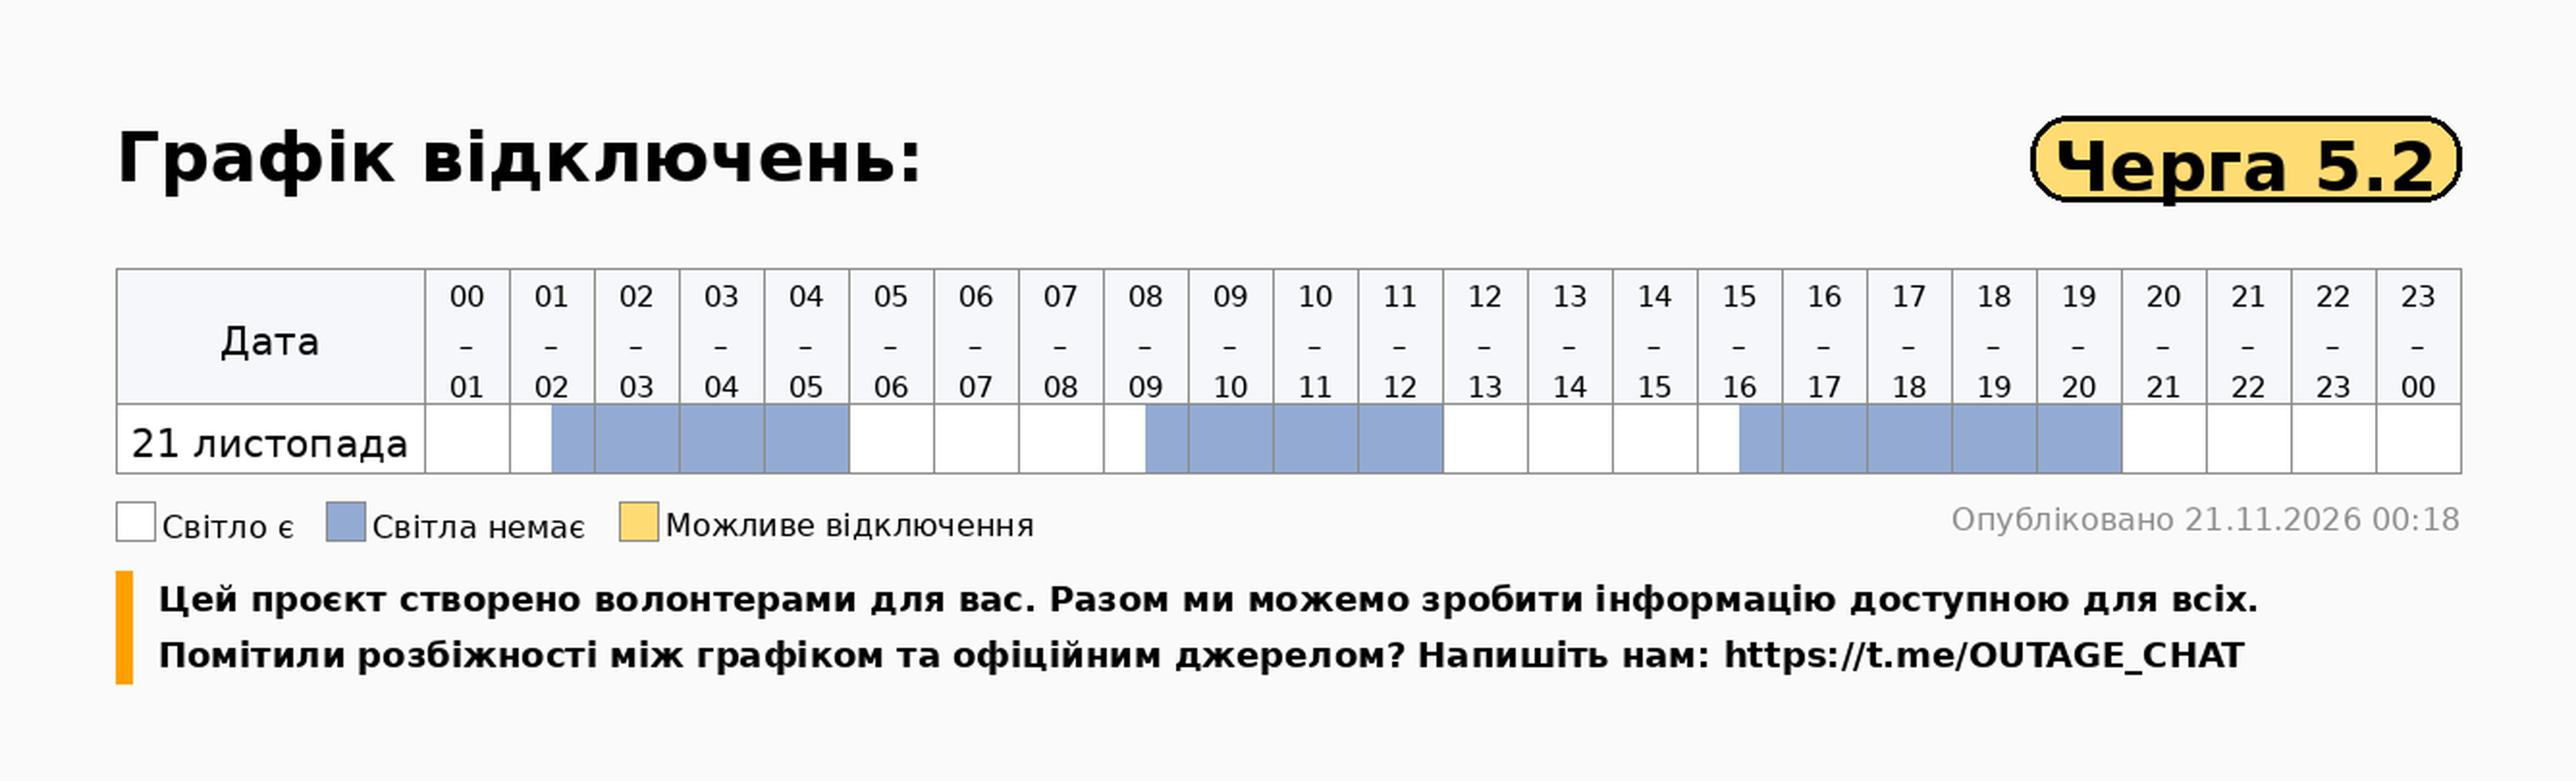 Графік відключень:
Черга 5.2
Дата
00 – 01
01 – 02
02 – 03
03 – 04
04 – 05
05 – 06
06 – 07
07 – 08
08 – 09
09 – 10
10 – 11
11 – 12
12 – 13
13 – 14
14 – 15
15 – 16
16 – 17
17 – 18
18 – 19
19 – 20
20 – 21
21 – 22
22 – 23
23 – 00
21 листопада
Світло є
Світла немає
Можливе відключення
Опубліковано 21.11.2026 00:18
Цей проєкт створено волонтерами для вас. Разом ми можемо зробити інформацію доступною для всіх.
Помітили розбіжності між графіком та офіційним джерелом? Напишіть нам: https://t.me/OUTAGE_CHAT